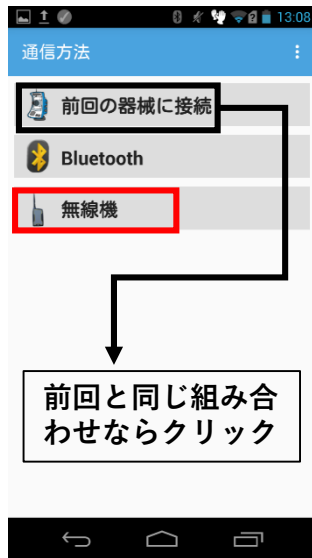 13:08
通信方法
前回の器械に接続
Bluetooth
無線機
前回と同じ組み合
わせならクリック